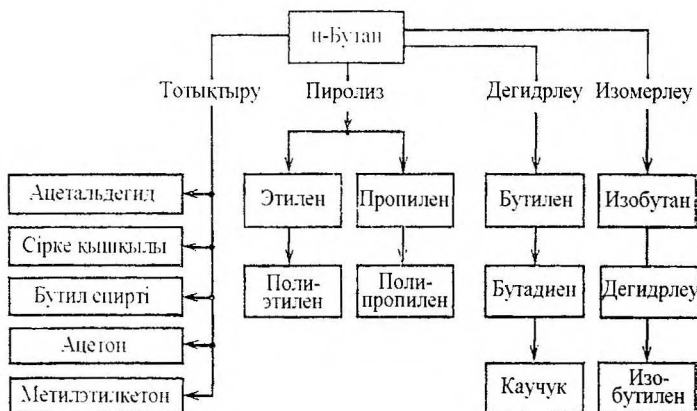 н-Бутан
Тотықтыру
Пиролиз
Дегидрлеу
Изомерлеу
Ацетальдегид
Этилен
Пропилен
Бутилен
Изобутан
Сірке қышқылы
Бутил спирті
Поли-
этилен
Поли-
пропилен
Бутадиен
Дегидрлеу
Ацетон
Метилэтилкетон
Каучук
Изо-
бутилен